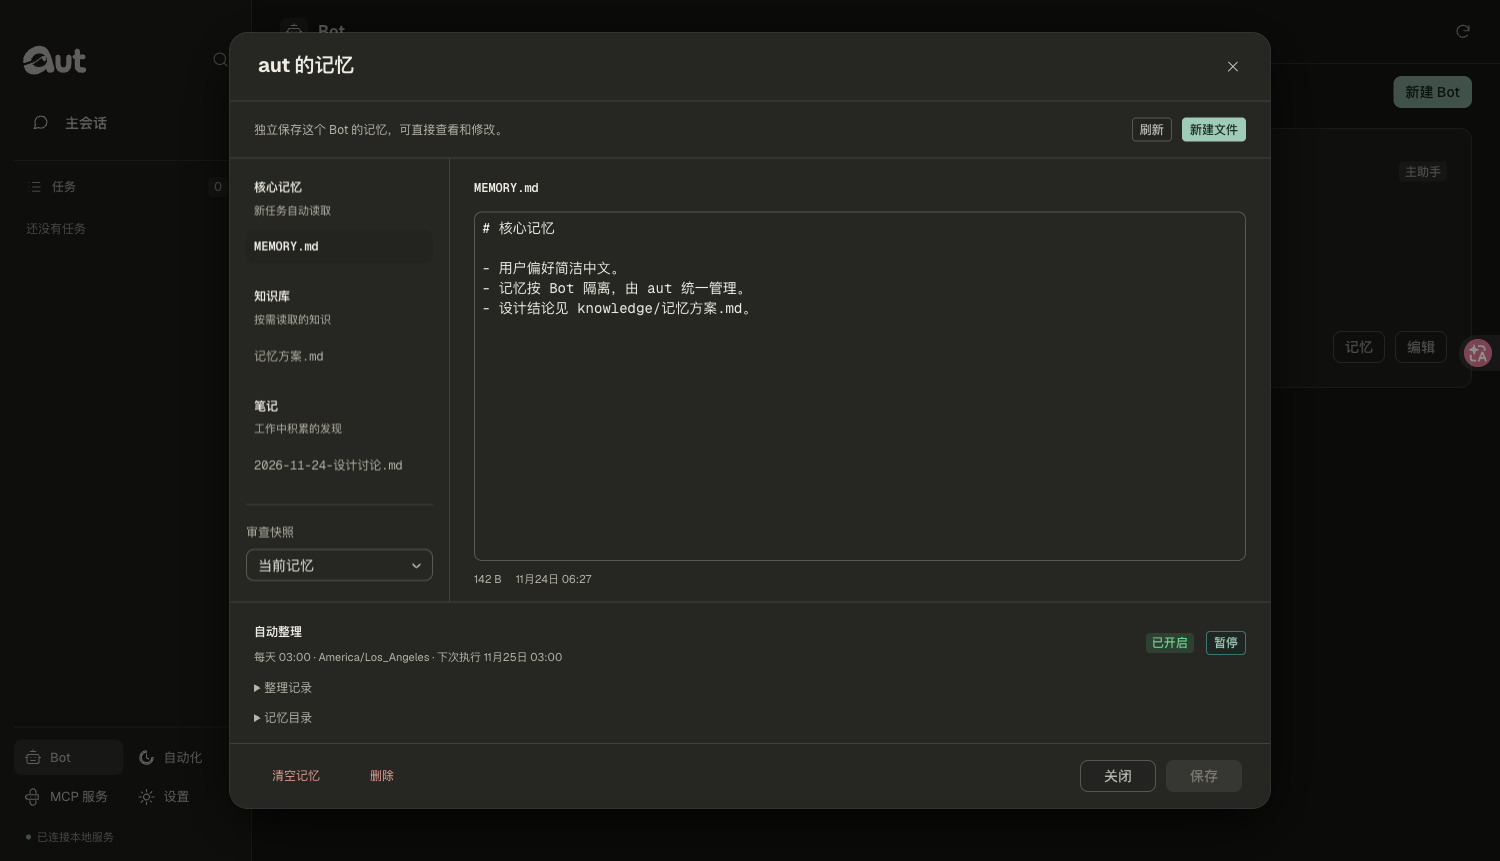 aut
主会话
任务
0
还没有任务
Bot
自动化
MCP 服务
设置
已连接本地服务
Bot
新建 Bot
主助手
记忆
编辑
aut 的记忆
独立保存这个 Bot 的记忆，可直接查看和修改。
刷新
新建文件
核心记忆
新任务自动读取
MEMORY.md
知识库
按需读取的知识
记忆方案.md
笔记
工作中积累的发现
2026-11-24-设计讨论.md
审查快照
当前记忆
MEMORY.md
# 核心记忆
- 用户偏好简洁中文。
- 记忆按 Bot 隔离，由 aut 统一管理。
- 设计结论见 knowledge/记忆方案.md。
142 B 11月24日 06:27
自动整理
每天 03:00 · America/Los_Angeles · 下次执行 11月25日 03:00
已开启
暂停
整理记录
记忆目录
清空记忆
删除
关闭
保存